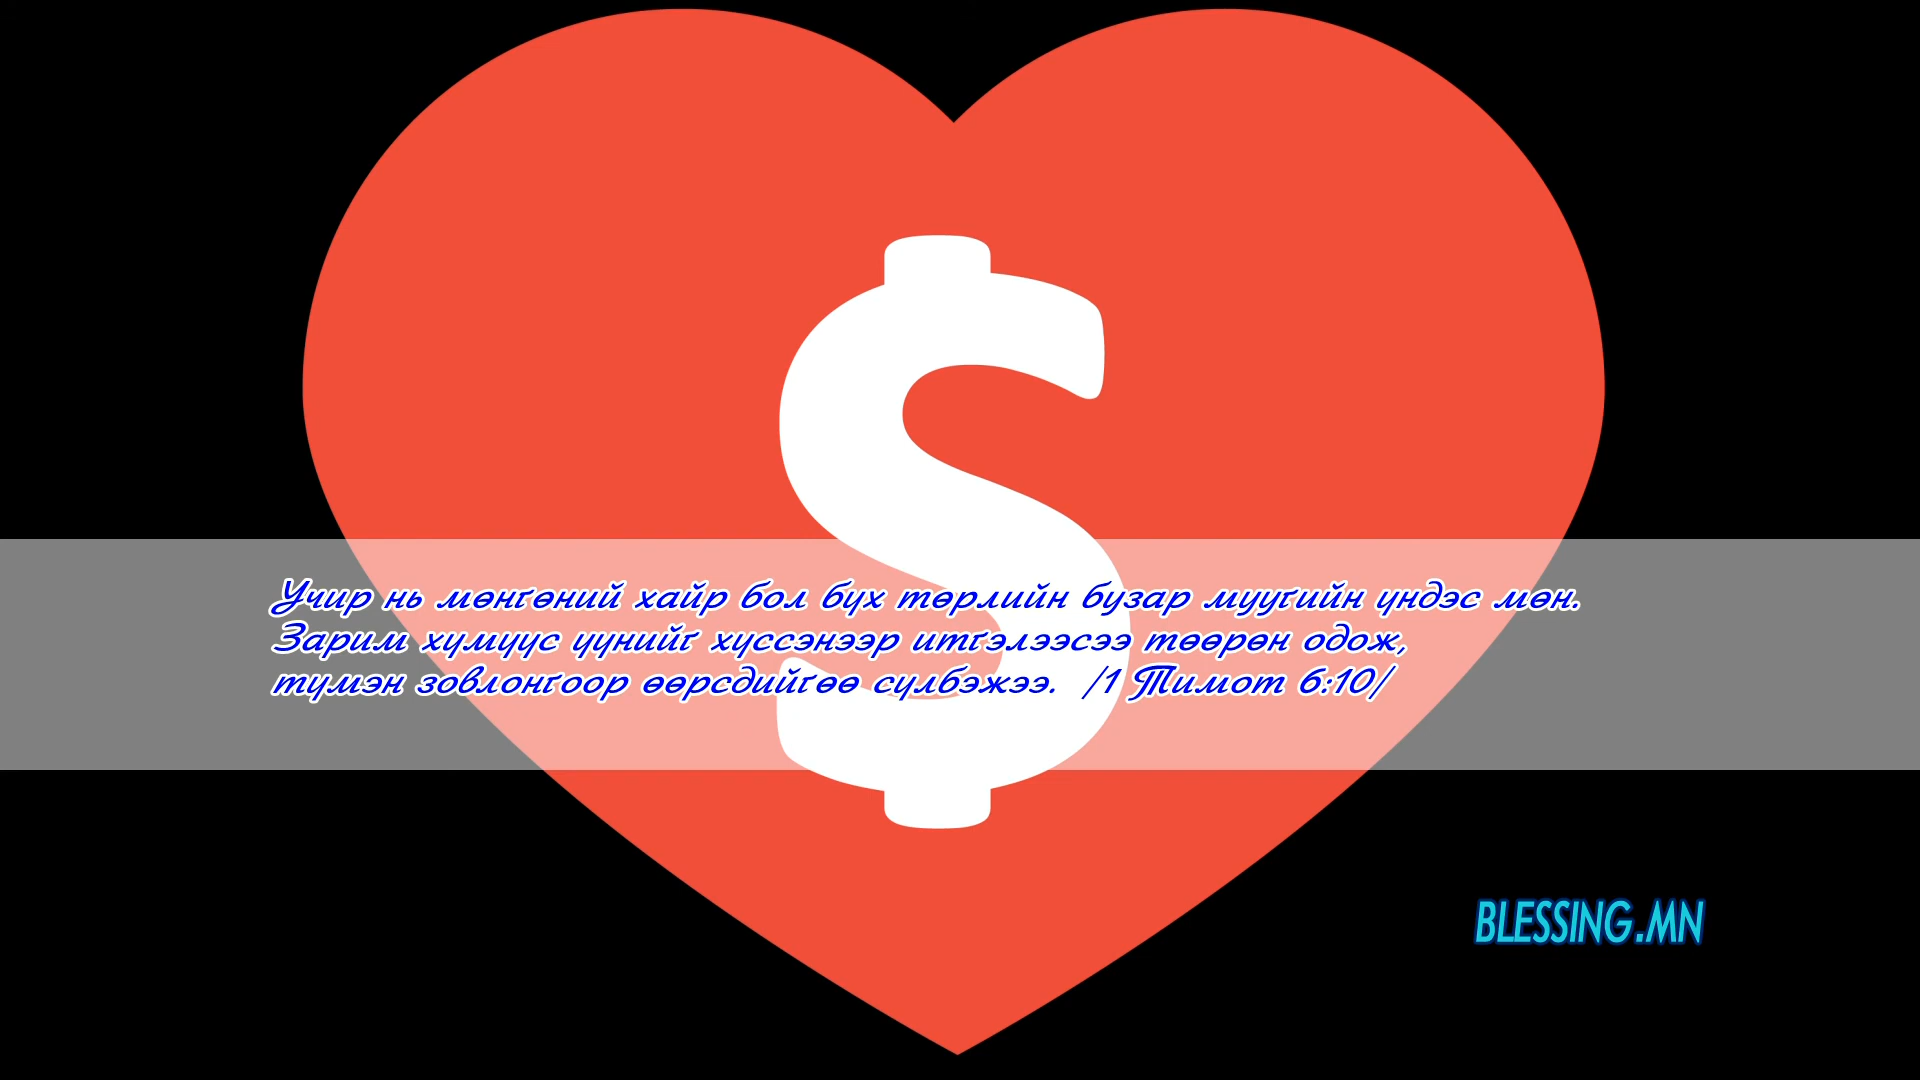 Учир нь мөнгөний хайр бол бүх төрлийн бузар муугийн үндэс мөн.
Зарим хүмүүс үүнийг хүссэнээр итгэлээсээ төөрөн одож,
түмэн зовлонгоор өөрсдийгөө сүлбэжээ. /1 Тимот 6:10/
BLESSING.MN